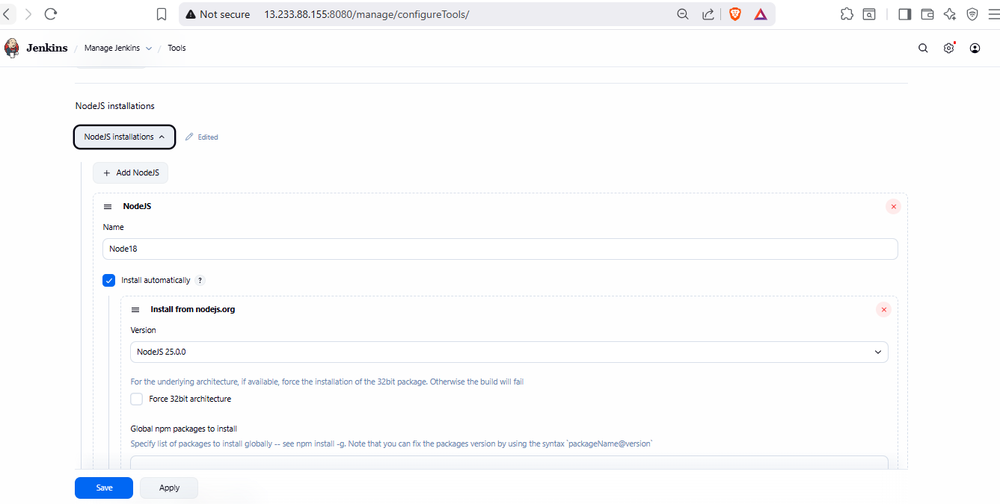 Not secure 13.233.88.155:8080/manage/configureTools/
Jenkins / Manage Jenkins / Tools
NodeJS installations
NodeJS installations Edited
+ Add NodeJS
NodeJS
Name
Node18
Install automatically ?
Install from nodejs.org
Version
NodeJS 25.0.0
For the underlying architecture, if available, force the installation of the 32bit package. Otherwise the build will fail
Force 32bit architecture
Global npm packages to install
Specify list of packages to install globally -- see npm install -g. Note that you can fix the packages version by using the syntax `packageName@version`
Save Apply